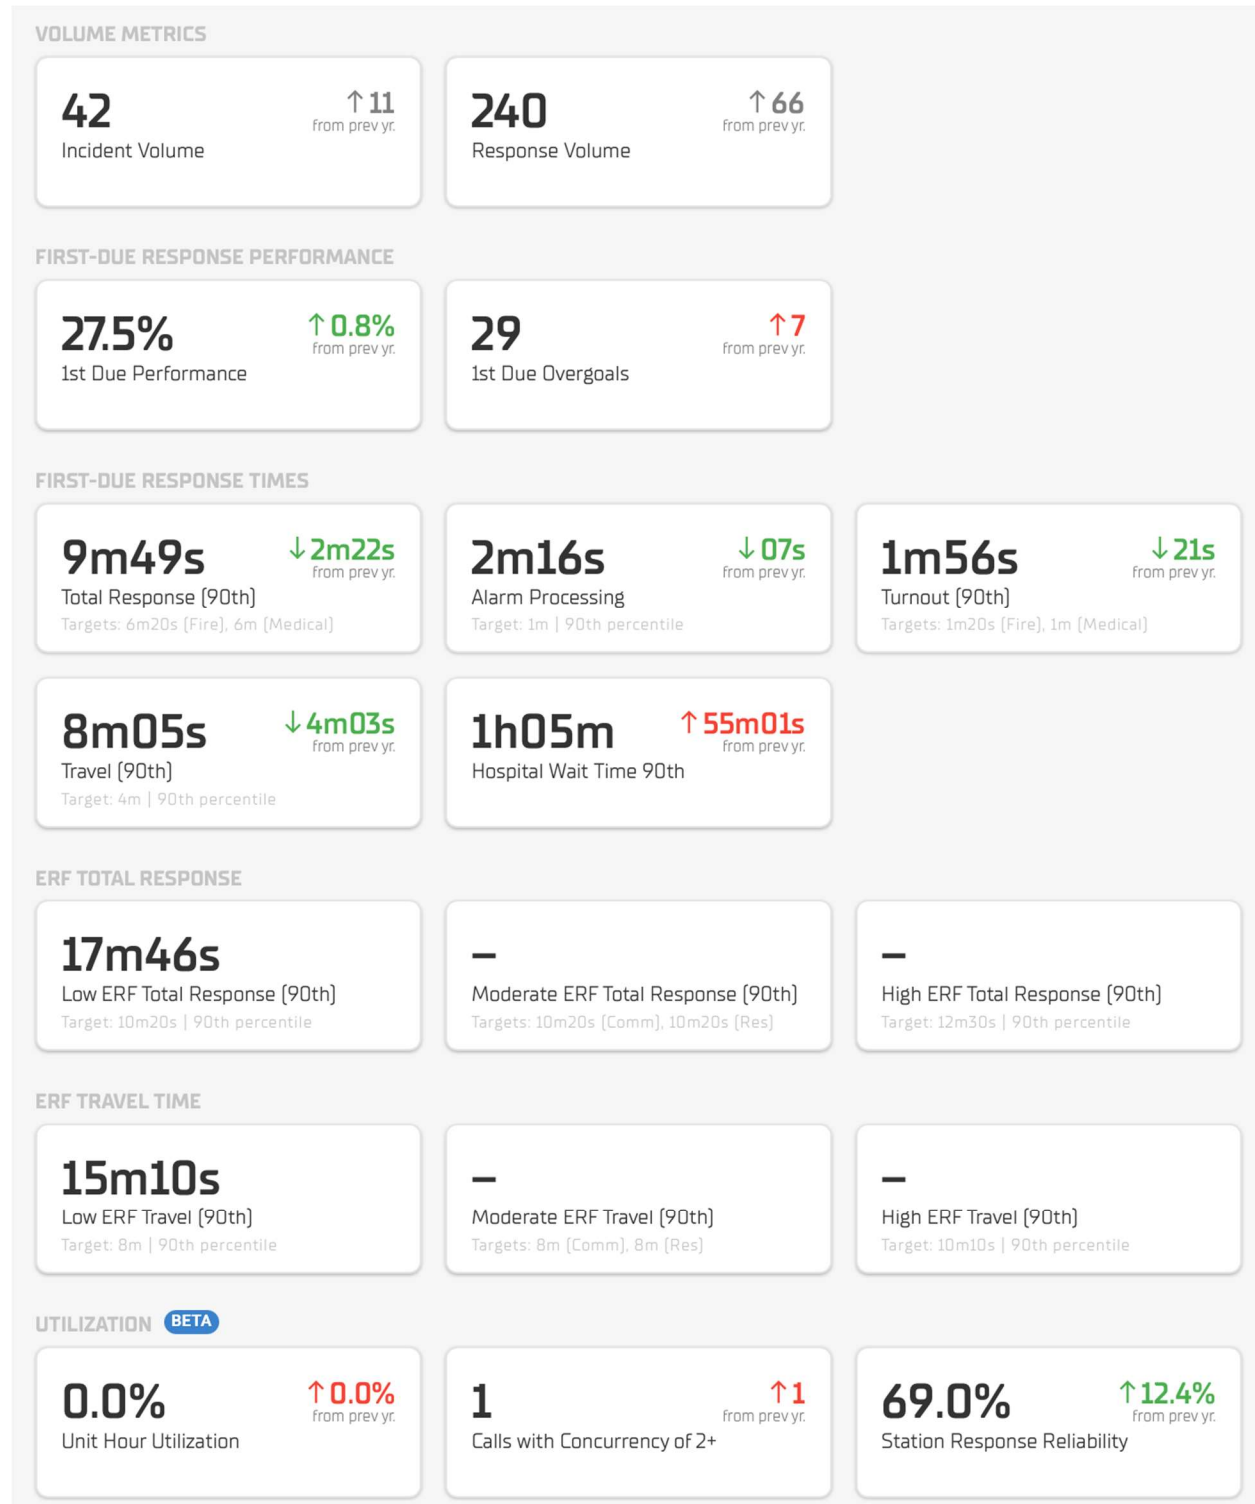 VOLUME METRICS
42
↑ 11
from prev yr.
Incident Volume
240
↑ 66
from prev yr.
Response Volume
FIRST-DUE RESPONSE PERFORMANCE
27.5%
↑ 0.8%
from prev yr.
1st Due Performance
29
↑ 7
from prev yr.
1st Due Overgoals
FIRST-DUE RESPONSE TIMES
9m49s
↓ 2m22s
from prev yr.
Total Response (90th)
Targets: 6m20s (Fire), 6m (Medical)
2m16s
↓ 07s
from prev yr.
Alarm Processing
Target: 1m | 90th percentile
1m56s
↓ 21s
from prev yr.
Turnout (90th)
Targets: 1m20s (Fire), 1m (Medical)
8m05s
↓ 4m03s
from prev yr.
Travel (90th)
Target: 4m | 90th percentile
1h05m
↑ 55m01s
from prev yr.
Hospital Wait Time 90th
ERF TOTAL RESPONSE
17m46s
Low ERF Total Response (90th)
Target: 10m20s | 90th percentile
–
Moderate ERF Total Response (90th)
Targets: 10m20s (Comm), 10m20s (Res)
–
High ERF Total Response (90th)
Target: 12m30s | 90th percentile
ERF TRAVEL TIME
15m10s
Low ERF Travel (90th)
Target: 8m | 90th percentile
–
Moderate ERF Travel (90th)
Targets: 8m (Comm), 8m (Res)
–
High ERF Travel (90th)
Target: 10m10s | 90th percentile
UTILIZATION BETA
0.0%
↑ 0.0%
from prev yr.
Unit Hour Utilization
1
↑ 1
from prev yr.
Calls with Concurrency of 2+
69.0%
↑ 12.4%
from prev yr.
Station Response Reliability